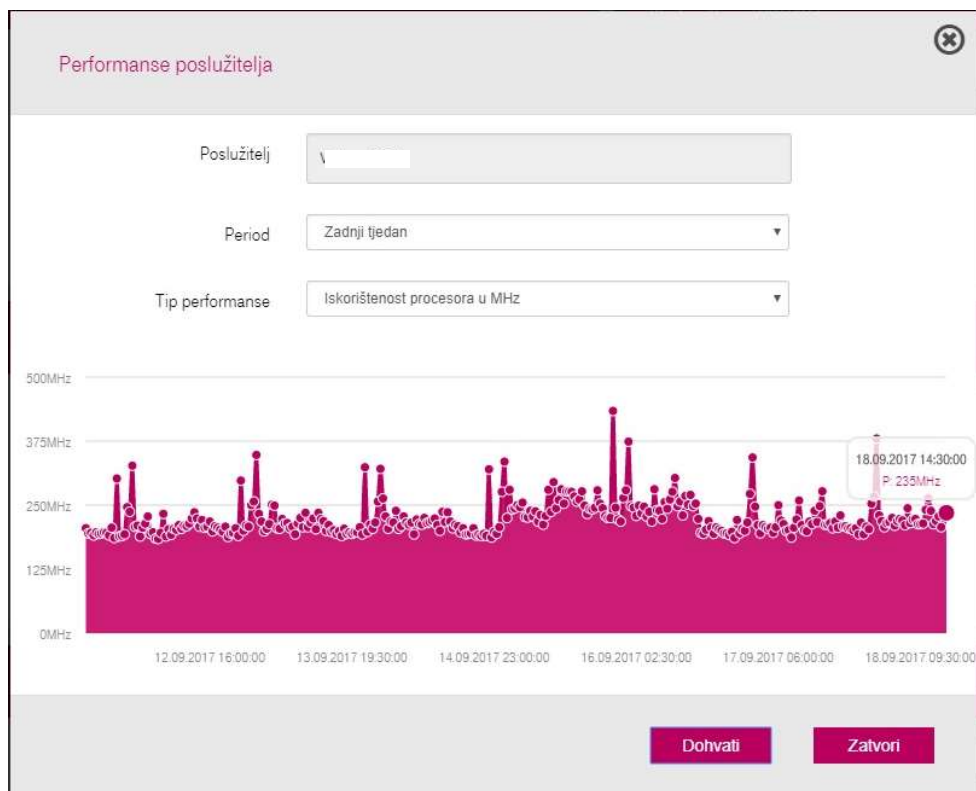 Performanse poslužitelja
Poslužitelj
Period
Zadnji tjedan
Tip performanse
Iskorištenost procesora u MHz
500MHz
375MHz
250MHz
125MHz
0MHz
18.09.2017 14:30:00
P: 235MHz
12.09.2017 16:00:00 13.09.2017 19:30:00 14.09.2017 23:00:00 16.09.2017 02:30:00 17.09.2017 06:00:00 18.09.2017 09:30:00
Dohvati Zatvori